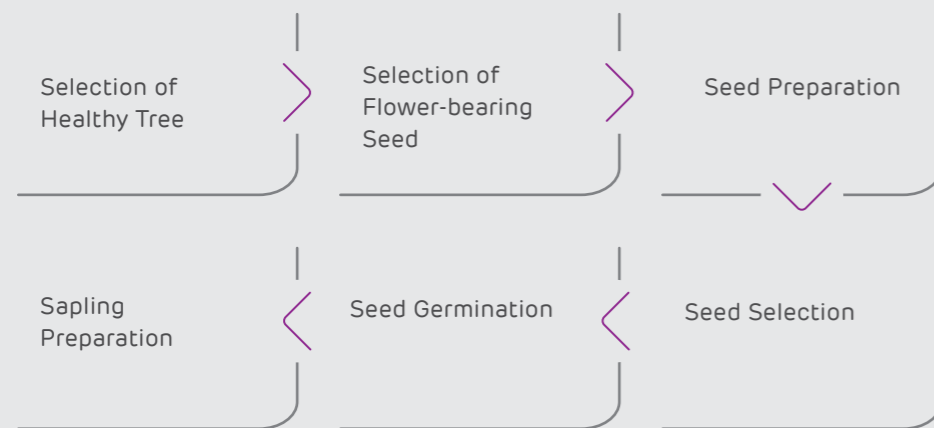 Selection of
Healthy Tree
Selection of
Flower-bearing
Seed
Seed Preparation
Seed Selection
Seed Germination
Sapling
Preparation